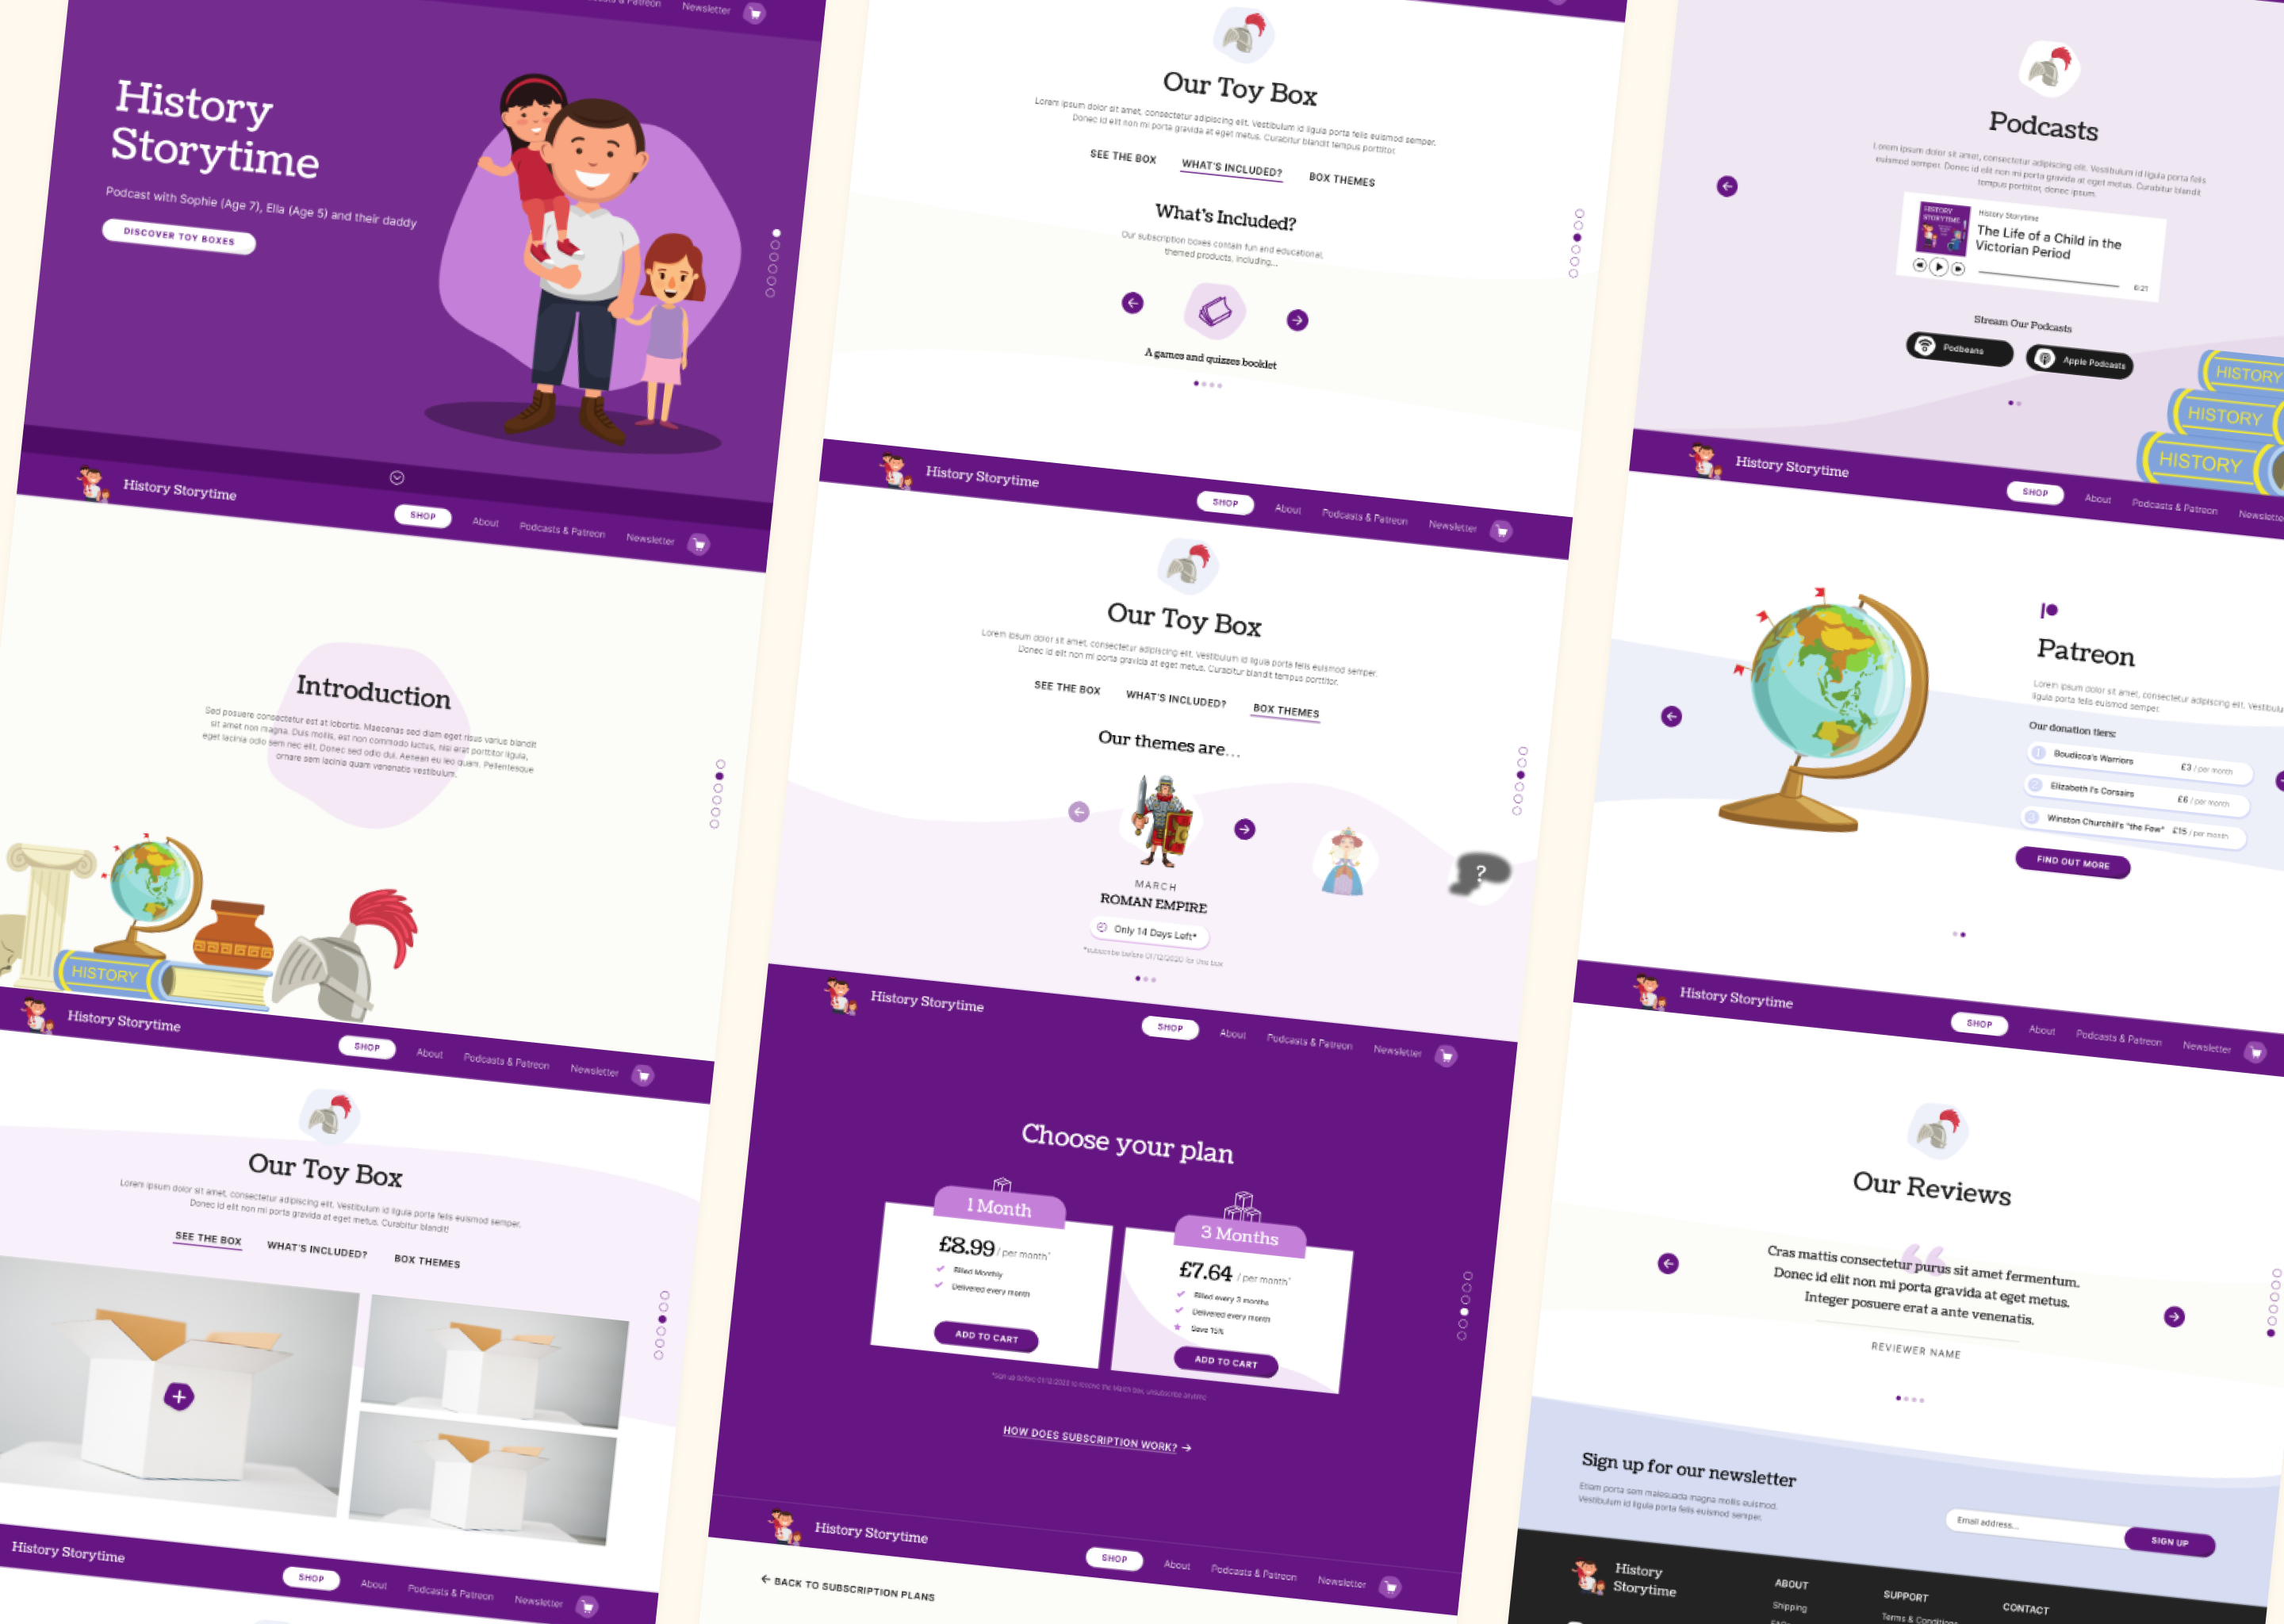 Podcasts & Patreon
Newsletter
History
Storytime
Podcast with Sophie (Age 7), Ella (Age 5) and their daddy
DISCOVER TOY BOXES
History Storytime
SHOP
About
Podcasts & Patreon
Newsletter
Introduction
Sed posuere consectetur est at lobortis. Maecenas sed diam eget risus varius blandit
sit amet non magna. Duis mollis, est non commodo luctus, nisi erat porttitor ligula,
eget lacinia odio sem nec elit. Donec sed odio dui. Aenean eu leo quam. Pellentesque
ornare sem lacinia quam venenatis vestibulum.
HISTORY
History Storytime
SHOP
About
Podcasts & Patreon
Newsletter
Our Toy Box
Lorem ipsum dolor sit amet, consectetur adipiscing elit. Vestibulum id ligula porta felis euismod semper.
Donec id elit non mi porta gravida at eget metus. Curabitur blandit!
SEE THE BOX
WHAT'S INCLUDED?
BOX THEMES
History Storytime
SHOP
About
Podcasts & Patreon
Newsletter
Our Toy Box
Lorem ipsum dolor sit amet, consectetur adipiscing elit. Vestibulum id ligula porta felis euismod semper.
Donec id elit non mi porta gravida at eget metus. Curabitur blandit tempus porttitor.
SEE THE BOX
WHAT'S INCLUDED?
BOX THEMES
What's Included?
Our subscription boxes contain fun and educational,
themed products, including...
A games and quizzes booklet
History Storytime
SHOP
About
Podcasts & Patreon
Newsletter
Our Toy Box
Lorem ipsum dolor sit amet, consectetur adipiscing elit. Vestibulum id ligula porta felis euismod semper.
Donec id elit non mi porta gravida at eget metus. Curabitur blandit tempus porttitor.
SEE THE BOX
WHAT'S INCLUDED?
BOX THEMES
Our themes are...
?
MARCH
ROMAN EMPIRE
Only 14 Days Left*
*subscribe before 01/12/2020 for this box
History Storytime
SHOP
About
Podcasts & Patreon
Newsletter
Choose your plan
1 Month
£8.99 / per month*
Billed Monthly
Delivered every month
ADD TO CART
3 Months
£7.64 / per month*
Billed every 3 months
Delivered every month
Save 15%
ADD TO CART
*Sign up before 01/12/2020 to receive the March box, unsubscribe anytime
HOW DOES SUBSCRIPTION WORK? →
History Storytime
SHOP
About
Podcasts & Patreon
Newsletter
← BACK TO SUBSCRIPTION PLANS
Podcasts
Lorem ipsum dolor sit amet, consectetur adipiscing elit. Vestibulum id ligula porta felis
euismod semper. Donec id elit non mi porta gravida at eget metus. Curabitur blandit
tempus porttitor, donec ipsum.
HISTORY
STORYTIME
History Storytime
The Life of a Child in the
Victorian Period
6:21
Stream Our Podcasts
Podbeans
Apple Podcasts
HISTORY
HISTORY
HISTORY
History Storytime
SHOP
About
Podcasts & Patreon
Newsletter
Patreon
Lorem ipsum dolor sit amet, consectetur adipiscing elit.
ligula porta felis euismod semper.
Our donation tiers:
1 Boudicca's Warriors £3 / per month
2 Elizabeth I's Corsairs £6 / per month
3 Winston Churchill's "the Few" £15 / per month
FIND OUT MORE
History Storytime
SHOP
About
Podcasts & Patreon
Newsletter
Our Reviews
Cras mattis consectetur purus sit amet fermentum.
Donec id elit non mi porta gravida at eget metus.
Integer posuere erat a ante venenatis.
REVIEWER NAME
Sign up for our newsletter
Etiam porta sem malesuada magna mollis euismod.
Vestibulum id ligula porta felis euismod semper.
Email address...
SIGN UP
History
Storytime
ABOUT
Shipping
SUPPORT
Terms & Conditions
CONTACT